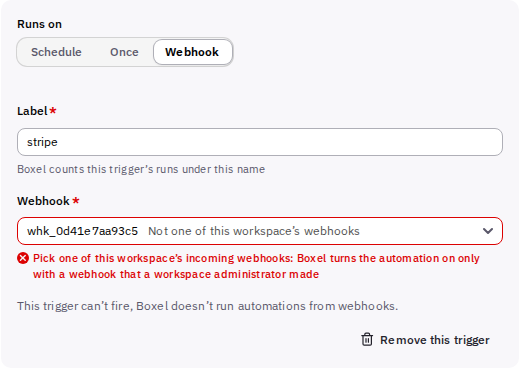 Runs on
Schedule Once Webhook
Label *
stripe
Boxel counts this trigger's runs under this name
Webhook *
whk_0d41e7aa93c5 Not one of this workspace's webhooks
Pick one of this workspace's incoming webhooks: Boxel turns the automation on only
with a webhook that a workspace administrator made
This trigger can't fire, Boxel doesn't run automations from webhooks.
Remove this trigger